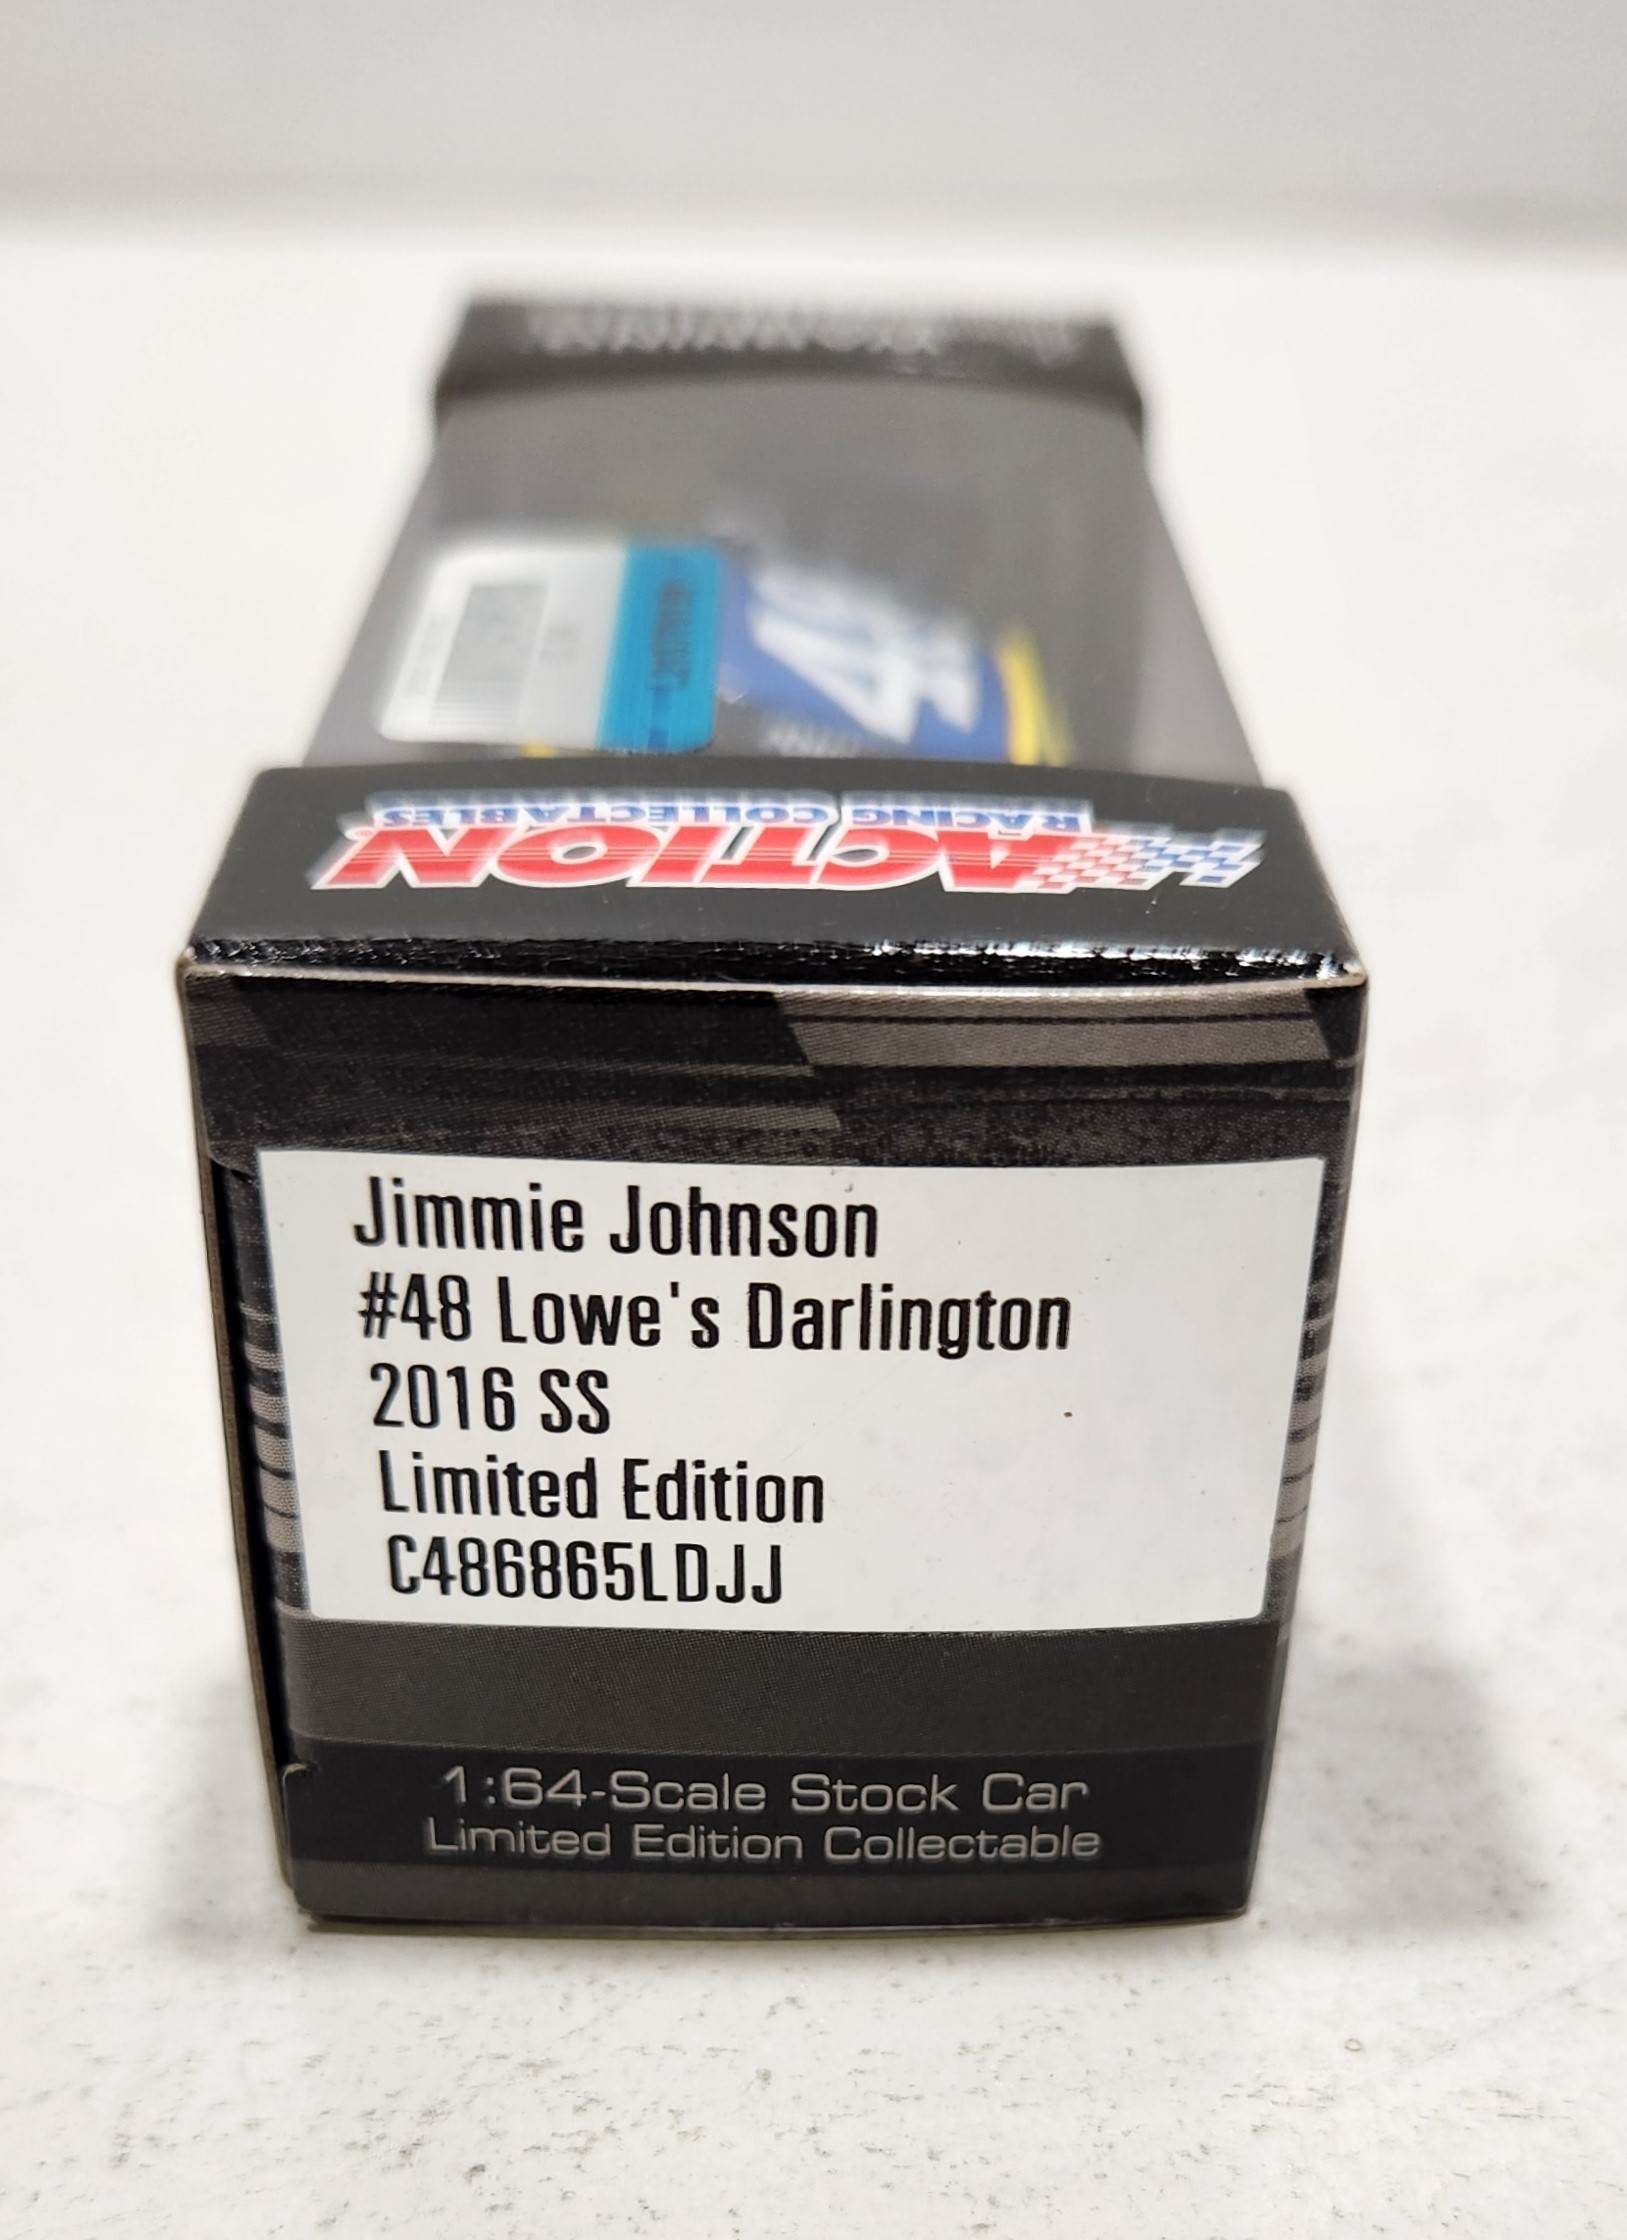 48
RACING COLLECTABLES
ACTION
Jimmie Johnson
#48 Lowe's Darlington
2016 SS
Limited Edition
C486865LDJJ
1:64-Scale Stock Car
Limited Edition Collectable